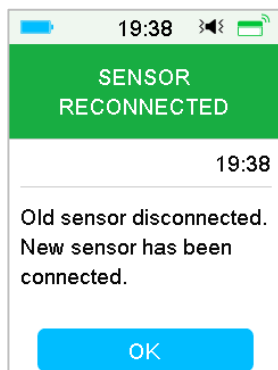 19:38
SENSOR
RECONNECTED
19:38
Old sensor disconnected.
New sensor has been
connected.
OK